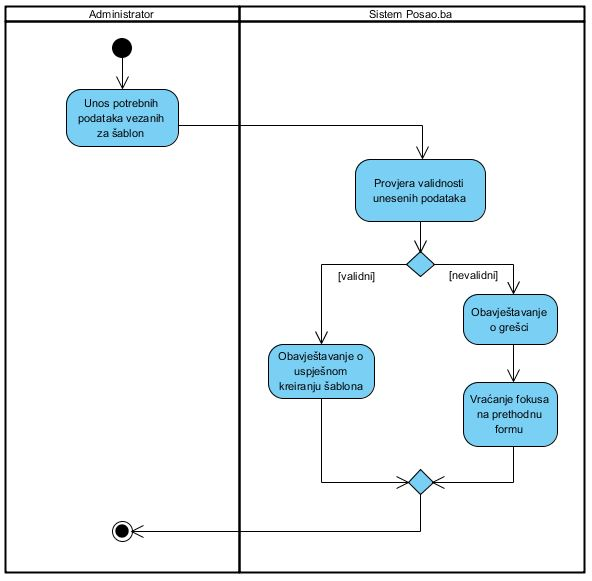 Administrator
Sistem Posao.ba
Unos potrebnih
podataka vezanih
za šablon
Provjera validnosti
unesenih podataka
[validni]
[nevalidni]
Obavještavanje
o grešci
Obavještavanje o
uspješnom
kreiranju šablona
Vraćanje fokusa
na prethodnu
formu